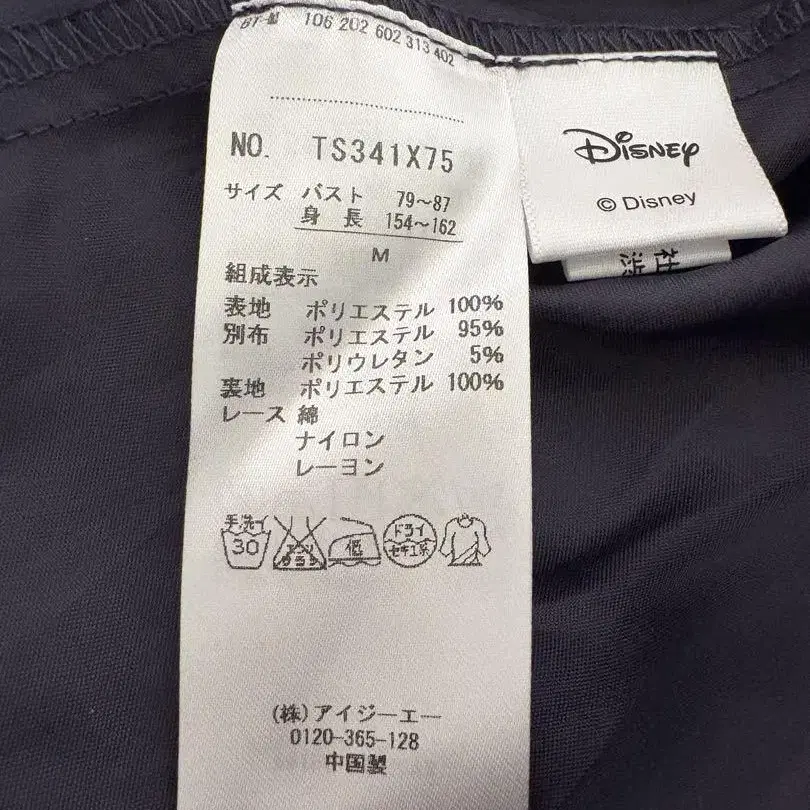 106 202 602 313 402
NO. TS341X75
サイズ バスト 79〜87
身長 154〜162
M
組成表示
表地 ポリエステル 100%
別布 ポリエステル 95%
ポリウレタン 5%
裏地 ポリエステル 100%
レース 綿
ナイロン
レーヨン
手洗イ
30
低
ドライ
セキユ系
(株)アイジーエー
0120-365-128
中国製
Disney
© Disney